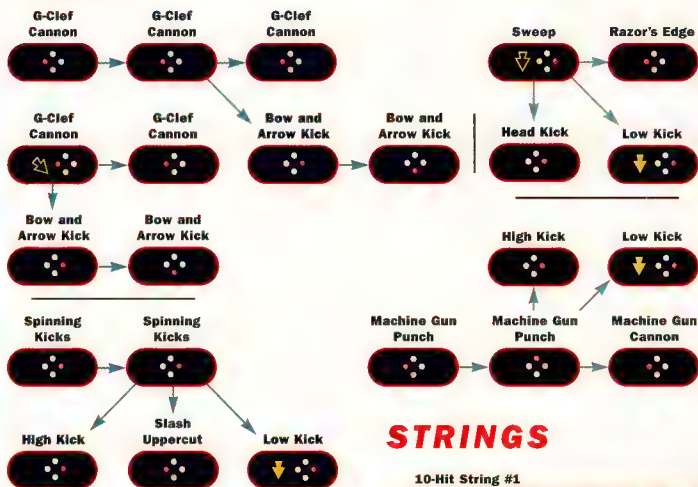 G-Clef Cannon
G-Clef Cannon
G-Clef Cannon
Bow and Arrow Kick
Bow and Arrow Kick
G-Clef Cannon
G-Clef Cannon
Bow and Arrow Kick
Bow and Arrow Kick
Spinning Kicks
Spinning Kicks
High Kick
Slash Uppercut
Low Kick
Sweep
Razor's Edge
Head Kick
Low Kick
High Kick
Low Kick
Machine Gun Punch
Machine Gun Punch
Machine Gun Cannon
STRINGS
10-Hit String #1